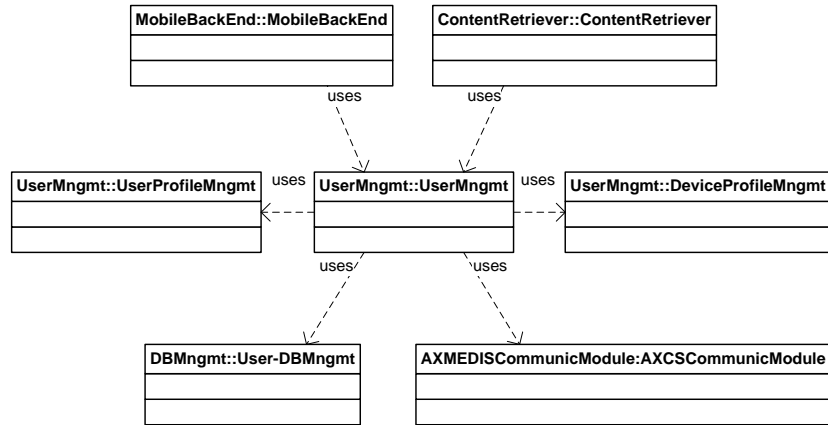 MobileBackEnd::MobileBackEnd
ContentRetriever::ContentRetriever
uses
uses
UserMngmt::UserProfileMngmt
uses
UserMngmt::UserMngmt
uses
UserMngmt::DeviceProfileMngmt
uses
uses
DBMngmt::User-DBMngmt
AXMEDISCommunicModule:AXCSCommunicModule